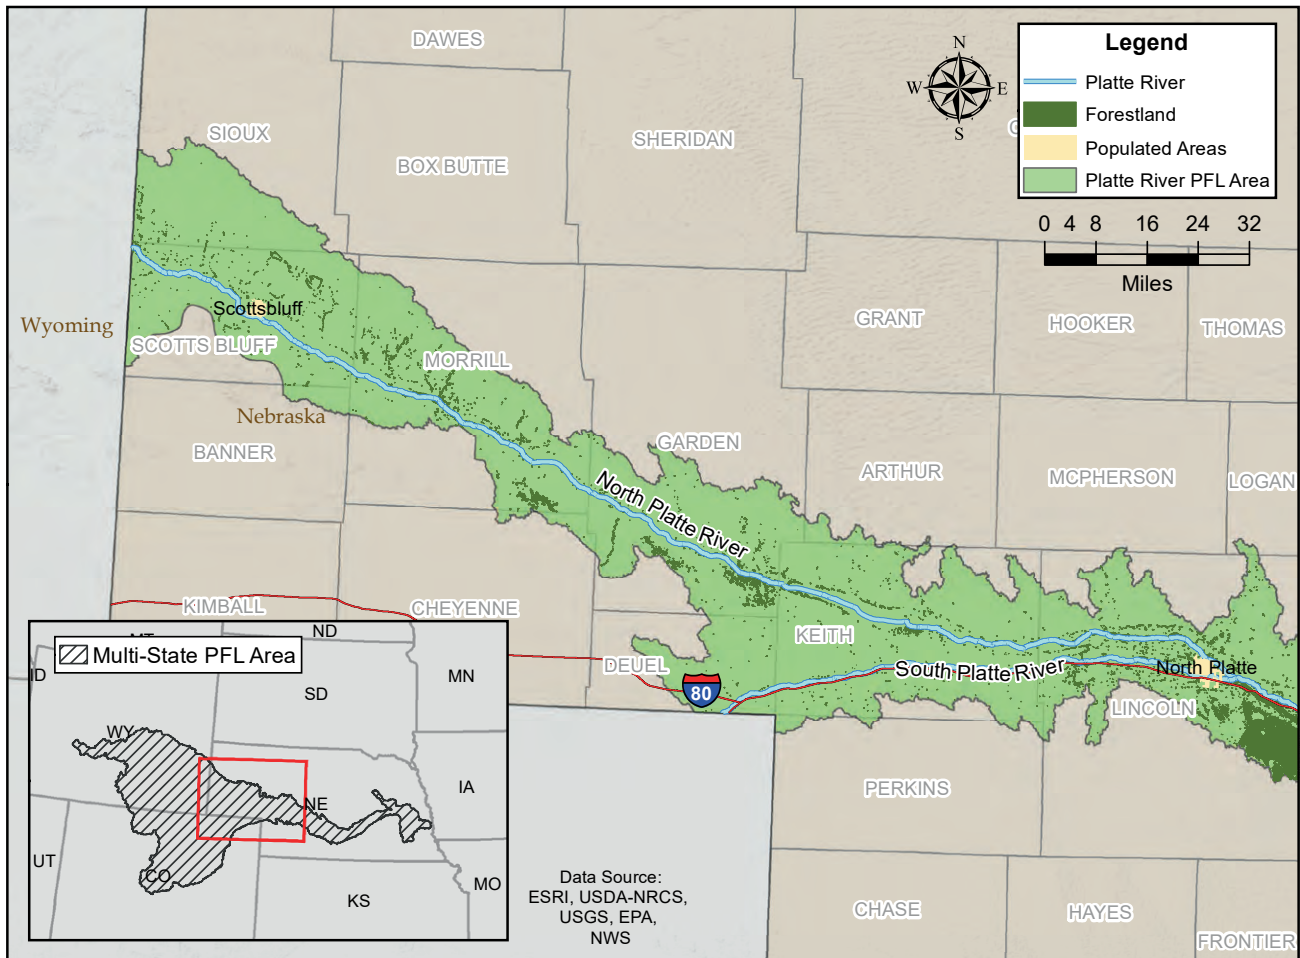 DAWES
SIOUX
BOX BUTTE
SHERIDAN
N
W
E
S
Legend
Platte River
Forestland
Populated Areas
Platte River PFL Area
0 4 8 16 24 32
Miles
Wyoming
Scottsbluff
SCOTTS BLUFF
MORRILL
Nebraska
BANNER
GRANT
HOOKER
THOMAS
GARDEN
ARTHUR
MCPHERSON
LOGAN
North Platte River
KIMBALL
CHEYENNE
DEUEL
KEITH
80
South Platte River
North Platte
LINCOLN
PERKINS
CHASE
HAYES
FRONTIER
Multi-State PFL Area
MT
ND
ID
SD
MN
WY
NE
IA
UT
CO
KS
MO
Data Source:
ESRI, USDA-NRCS,
USGS, EPA,
NWS